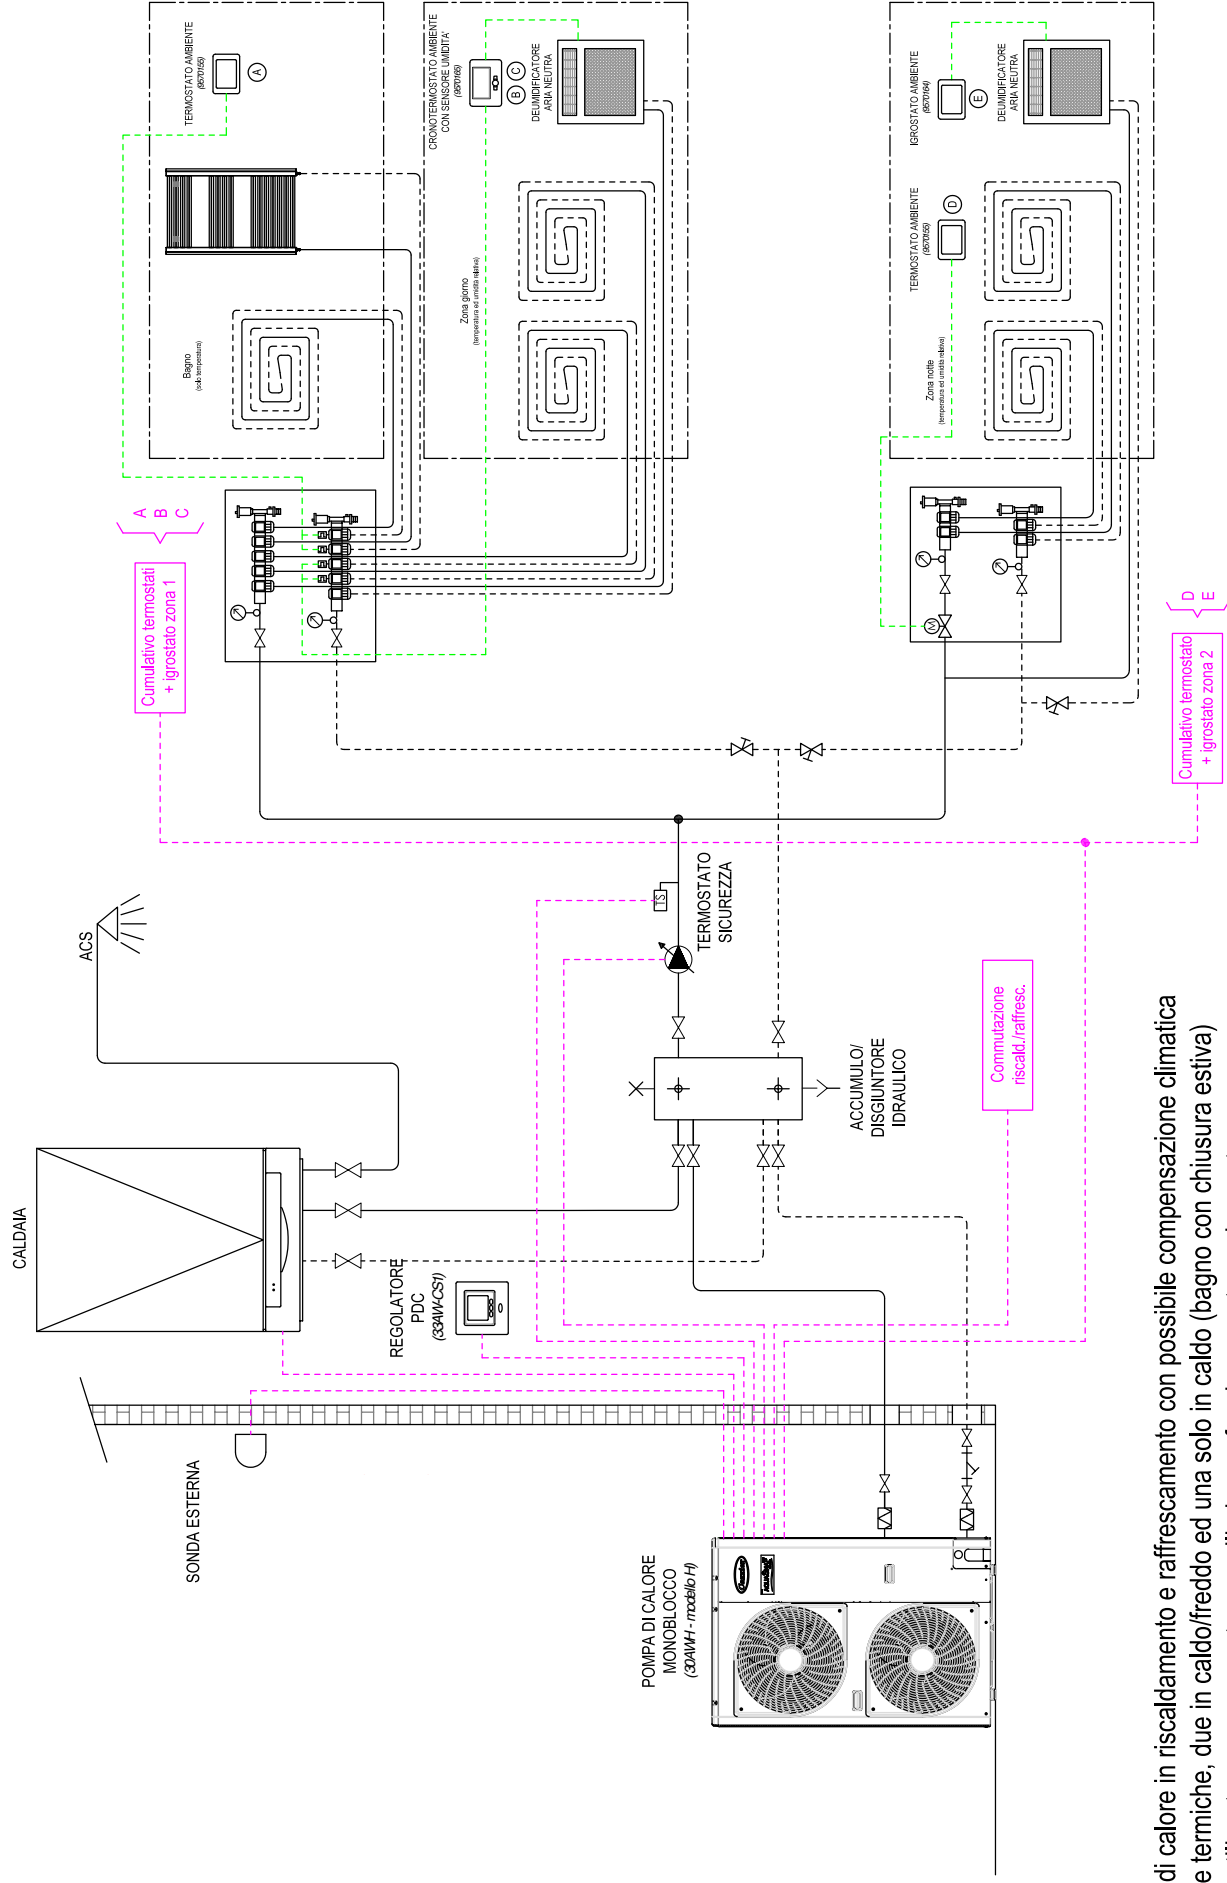 CALDAIA
ACS
SONDA ESTERNA
REGOLATORE
PDC
(33AW-CS1)
POMPA DI CALORE
MONOBLOCCO
(30AWH - modello H)
ACCUMULO/
DISGIUNTORE
IDRAULICO
TERMOSTATO
SICUREZZA
TS
Commutazione
riscald./raffresc.
Cumulativo termostati
+ igrostato zona 1
A
B
C
Cumulativo termostato
+ igrostato zona 2
D
E
M
Bagno
(solo temperatura)
TERMOSTATO AMBIENTE
(9570155)
A
Zona giorno
(temperatura ed umidità relativa)
CRONOTERMOSTATO AMBIENTE
CON SENSORE UMIDITA'
(9570165)
B
C
DEUMIDIFICATORE
ARIA NEUTRA
Zona notte
(temperatura ed umidità relativa)
TERMOSTATO AMBIENTE
(9570155)
D
IGROSTATO AMBIENTE
(9570164)
E
DEUMIDIFICATORE
ARIA NEUTRA
di calore in riscaldamento e raffrescamento con possibile compensazione climatica
e termiche, due in caldo/freddo ed una solo in caldo (bagno con chiusura estiva)